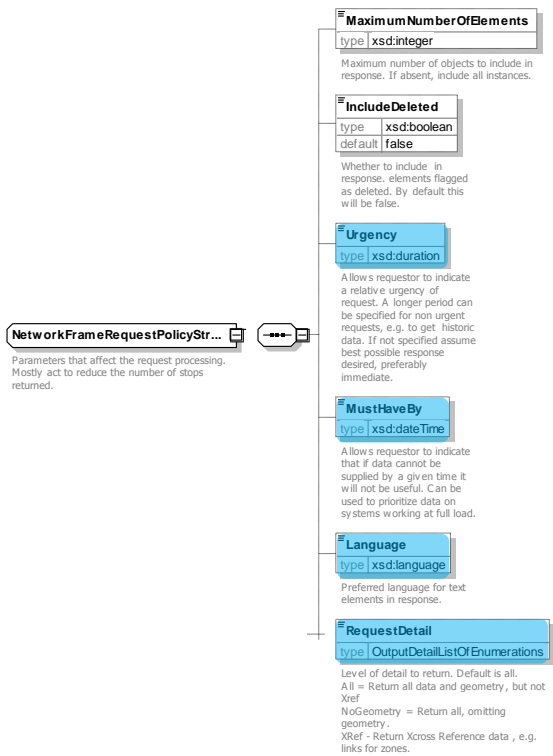 MaximumNumberOfElements
type xsd:integer
Maximum number of objects to include in
response. If absent, include all instances.
IncludeDeleted
type xsd:boolean
default false
Whether to include in
response. elements flagged
as deleted. By default this
will be false.
Urgency
type xsd:duration
Allows requestor to indicate
a relative urgency of
request. A longer period can
be specified for non urgent
requests, e.g. to get historic
data. If not specified assume
best possible response
desired, preferably
immediate.
NetworkFrameRequestPolicyStr...
Parameters that affect the request processing.
Mostly act to reduce the number of stops
returned.
MustHaveBy
type xsd:dateTime
Allows requestor to indicate
that if data cannot be
supplied by a given time it
will not be useful. Can be
used to prioritize data on
systems working at full load.
Language
type xsd:language
Preferred language for text
elements in response.
RequestDetail
type OutputDetailListOfEnumerations
Level of detail to return. Default is all.
All = Return all data and geometry, but not
Xref
NoGeometry = Return all, omitting
geometry.
XRef - Return Xcross Reference data , e.g.
links for zones.